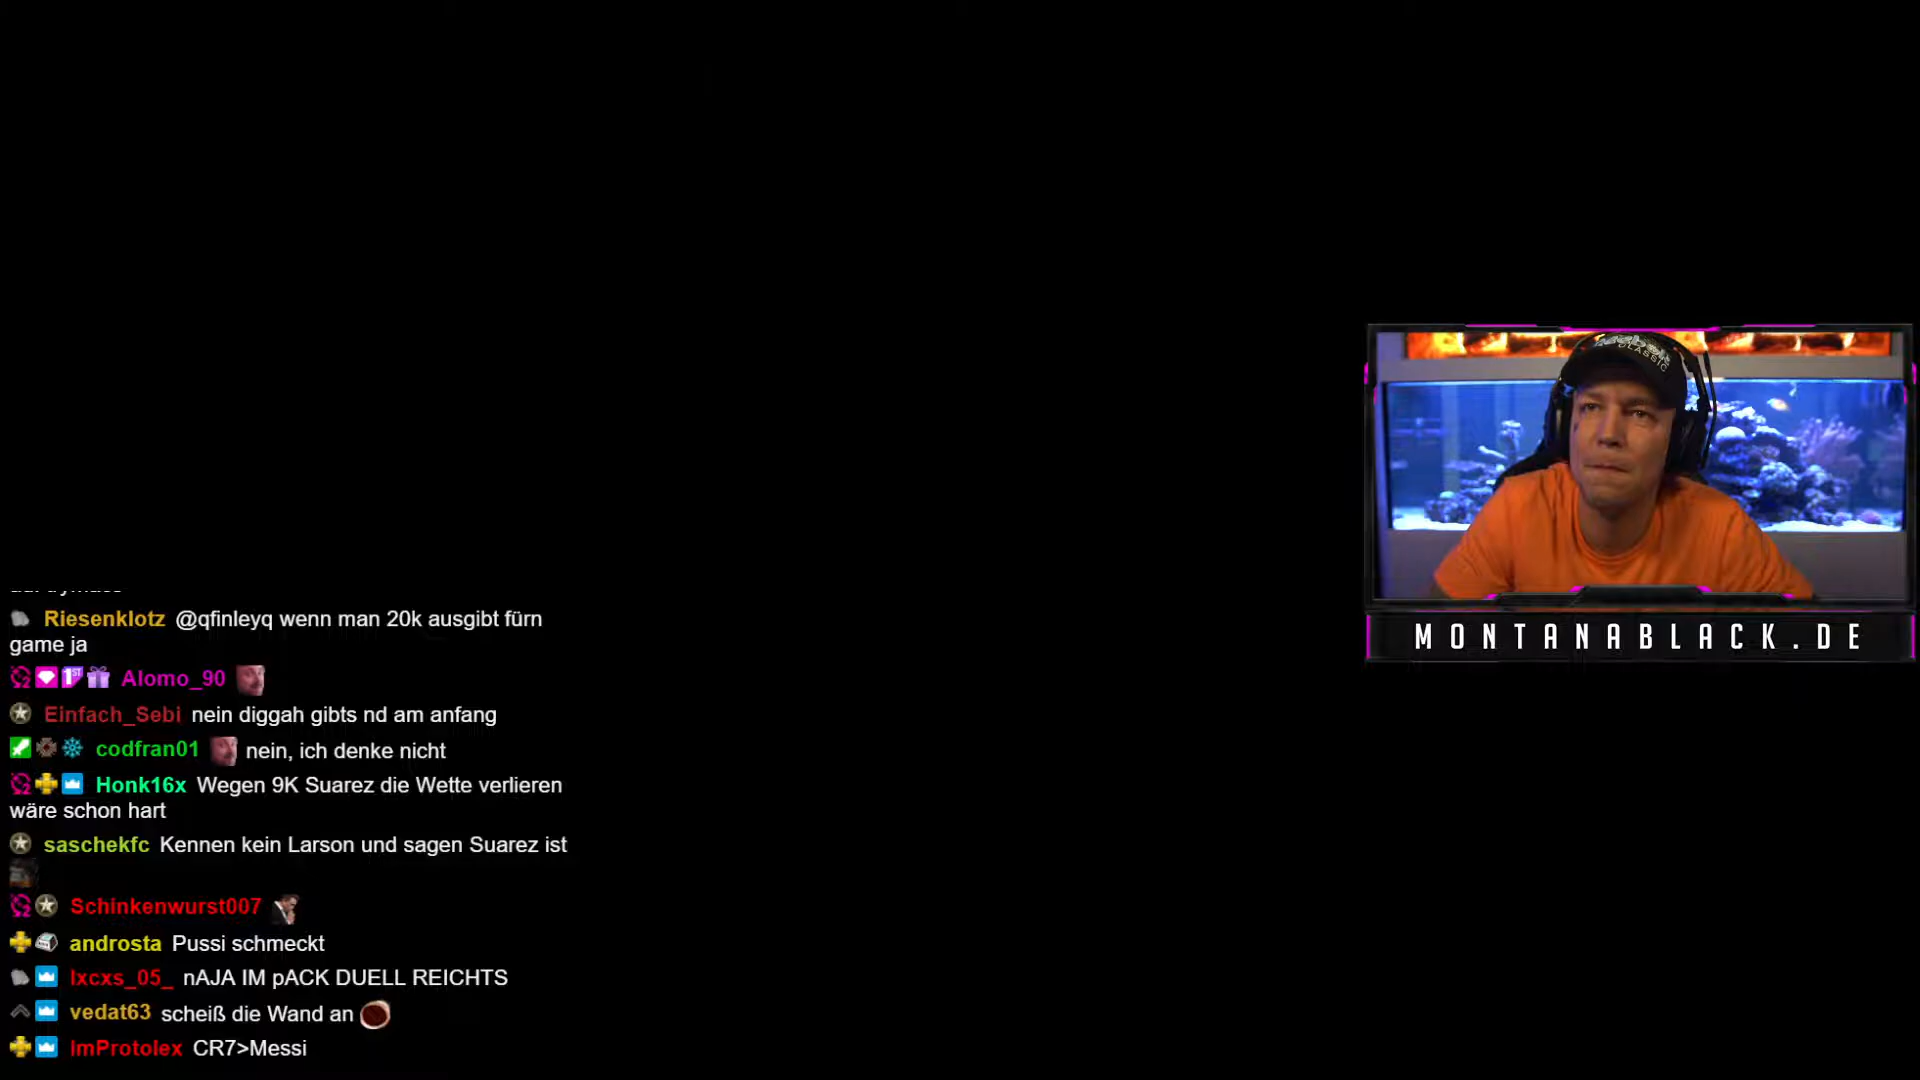 Riesenklotz @qfinleyq wenn man 20k ausgibt fürn
game ja
Alomo_90
Einfach_Sebi nein diggah gibts nd am anfang
codfran01 nein, ich denke nicht
Honk16x Wegen 9K Suarez die Wette verlieren
wäre schon hart
saschekfc Kennen kein Larson und sagen Suarez ist
Schinkenwurst007
androsta Pussi schmeckt
lxcxs_05_ nAJA IM pACK DUELL REICHTS
vedat63 scheiß die Wand an
ImProtolex CR7>Messi
CLASSIC
MONTANABLACK.DE